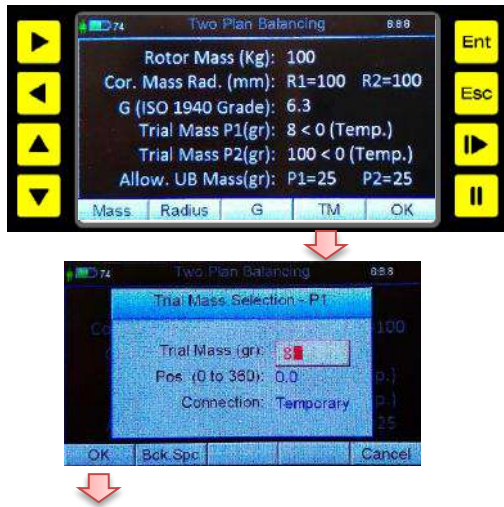 74 Two Plan Balancing 8:8:8
Ent
Rotor Mass (Kg): 100
Cor. Mass Rad. (mm): R1=100 R2=100
Esc
G (ISO 1940 Grade): 6.3
Trial Mass P1(gr): 8 < 0 (Temp.)
Trial Mass P2(gr): 100 < 0 (Temp.)
Allow. UB Mass(gr): P1=25 P2=25
Mass Radius G TM OK
74 Two Plan Balancing 8:8:8
Trial Mass Selection - P1
Co 100
Trial Mass (gr): 8
Pos. (0 to 360): 0.0 p.)
Connection: Temporary p.)
25
OK Bck Spc Cancel